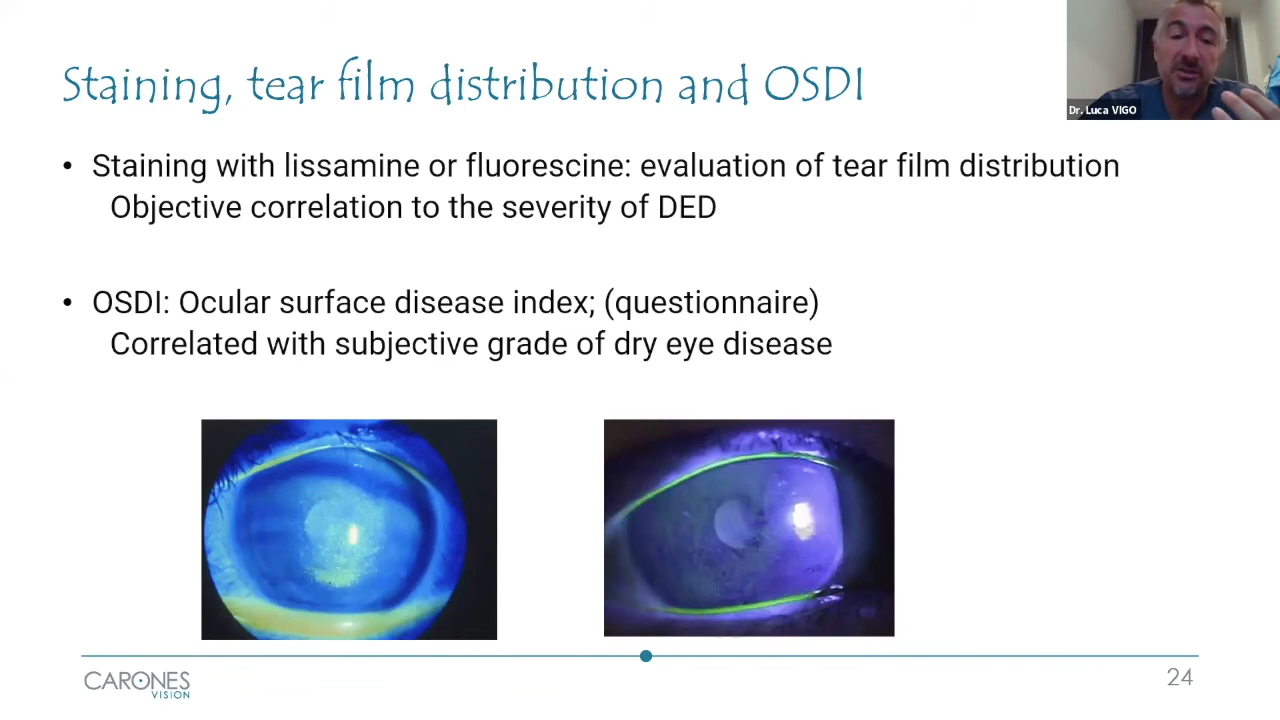 Staining, tear film distribution and OSDI
Dr. Luca VIGO
• Staining with lissamine or fluorescine: evaluation of tear film distribution
Objective correlation to the severity of DED
• OSDI: Ocular surface disease index; (questionnaire)
Correlated with subjective grade of dry eye disease
CARONES
VISION
24